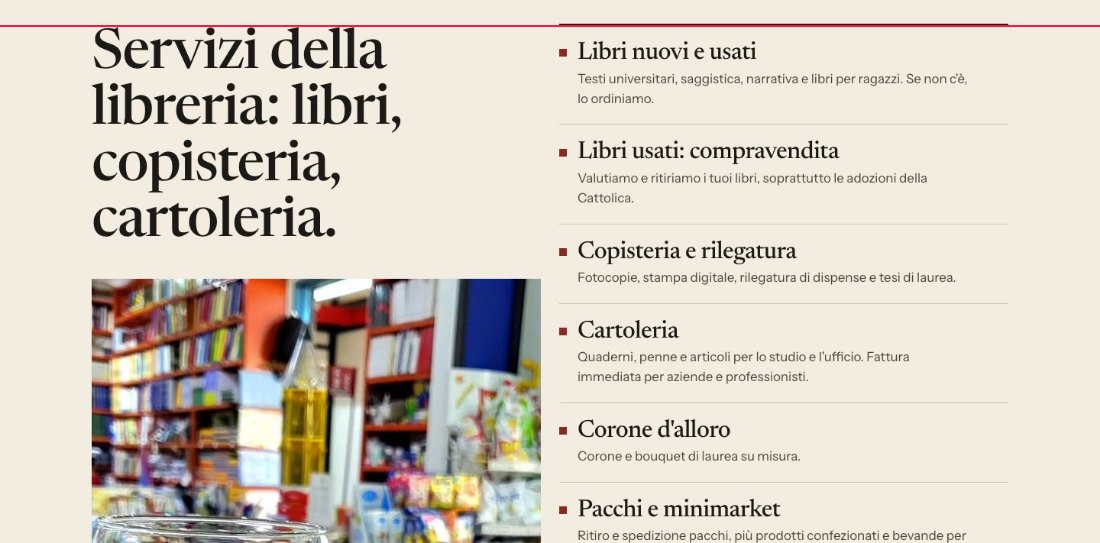 Servizi della
libreria: libri,
copisteria,
cartoleria.
Libri nuovi e usati
Testi universitari, saggistica, narrativa e libri per ragazzi. Se non c'è,
lo ordiniamo.
Libri usati: compravendita
Valutiamo e ritiriamo i tuoi libri, soprattutto le adozioni della
Cattolica.
Copisteria e rilegatura
Fotocopie, stampa digitale, rilegatura di dispense e tesi di laurea.
Cartoleria
Quaderni, penne e articoli per lo studio e l'ufficio. Fattura
immediata per aziende e professionisti.
Corone d'alloro
Corone e bouquet di laurea su misura.
Pacchi e minimarket
Ritiro e spedizione pacchi, più prodotti confezionati e bevande per